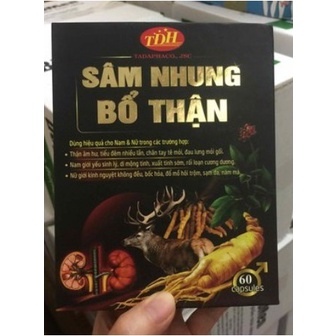 TDH
TADAPHACO., JSC
SÂM NHUNG
BỔ THẬN
Dùng hiệu quả cho Nam & Nữ trong các trường hợp:
• Thận âm hư, tiểu đêm nhiều lần, chân tay tê mỏi, đau lưng mỏi gối.
• Nam giới yếu sinh lý, di mộng tinh, xuất tinh sớm, rối loạn cương dương.
• Nữ giới kinh nguyệt không đều, bốc hỏa, đổ mồ hôi trộm, sạm da, nám má.
60
capsules